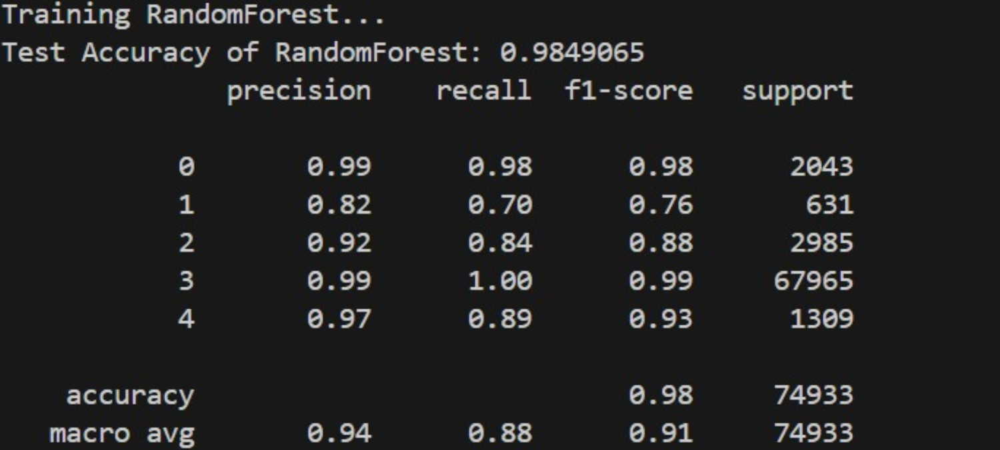 Training RandomForest...
Test Accuracy of RandomForest: 0.9849065
precision recall f1-score support
0 0.99 0.98 0.98 2043
1 0.82 0.70 0.76 631
2 0.92 0.84 0.88 2985
3 0.99 1.00 0.99 67965
4 0.97 0.89 0.93 1309
accuracy 0.98 74933
macro avg 0.94 0.88 0.91 74933